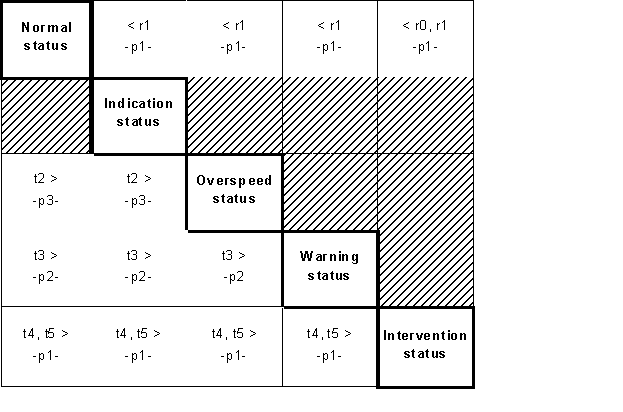 Normal status < r1 < r1 < r1 < r0, r1
-p1- -p1- -p1- -p1-
Indication
status
t2 > t2 > Overspeed
-p3- -p3- status
t3 > t3 > t3 > Warning
-p2- -p2- -p2 status
t4, t5 > t4, t5 > t4, t5 > t4, t5 > Intervention
-p1- -p1- -p1- -p1- status